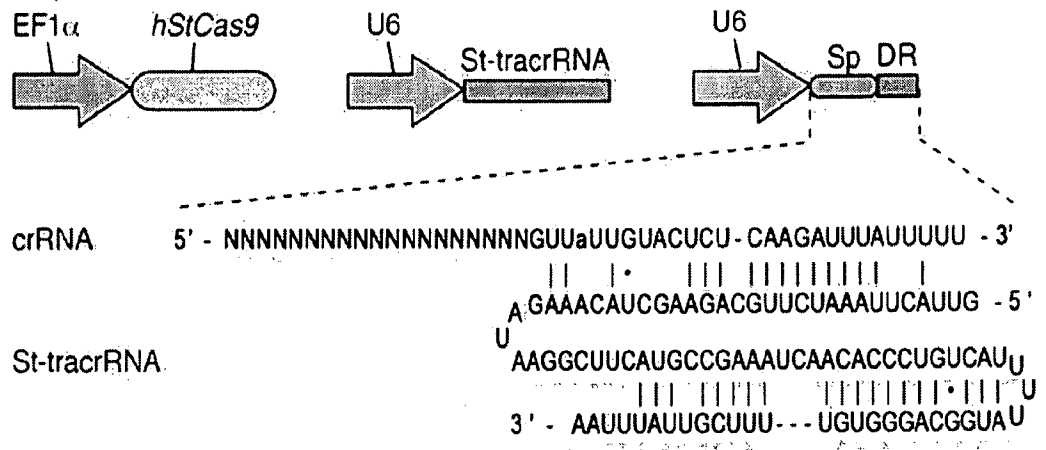 EF1α hStCas9 U6 St-tracrRNA U6 Sp DR
crRNA 5' - NNNNNNNNNNNNNNNNNNNNGUUaUUGUACUCU-CAAGAUUUAUUUUU - 3'
AGAAACAUCGAAGACGUUCUAAAUUCAUUG - 5'
U
St-tracrRNA AAGGCUUCAUGCCGAAAUCAACACCCUGUCAUU
U
3' - AAUUUAUUGCUUU---UGUGGGACGGUAU